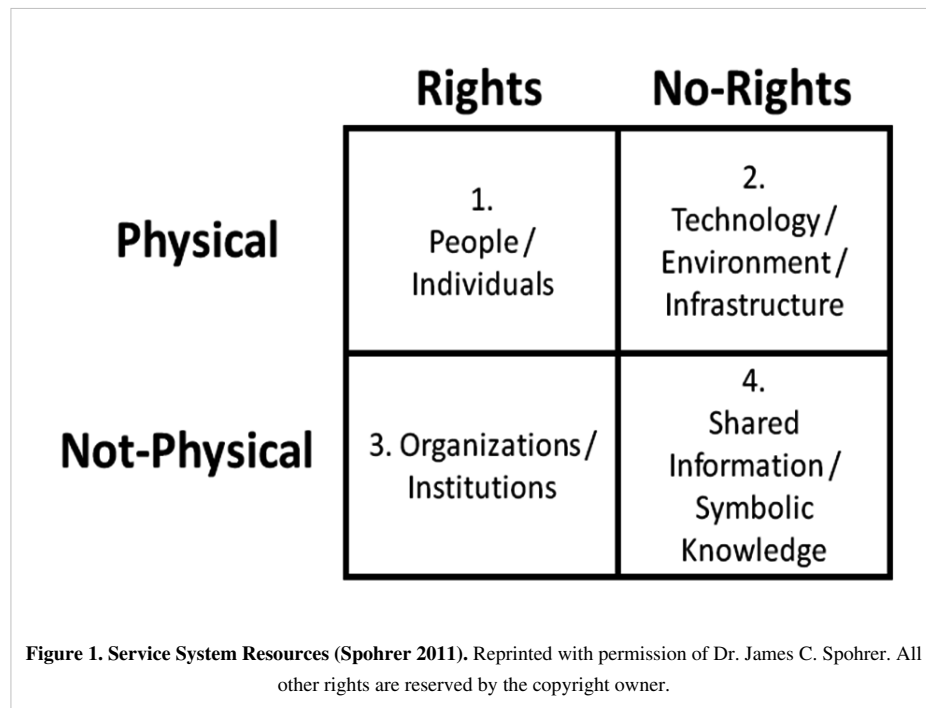 Rights No-Rights
Physical
1.
People/
Individuals
2.
Technology/
Environment/
Infrastructure
Not-Physical
3. Organizations/
Institutions
4.
Shared
Information/
Symbolic
Knowledge
Figure 1. Service System Resources (Spohrer 2011). Reprinted with permission of Dr. James C. Spohrer. All
other rights are reserved by the copyright owner.